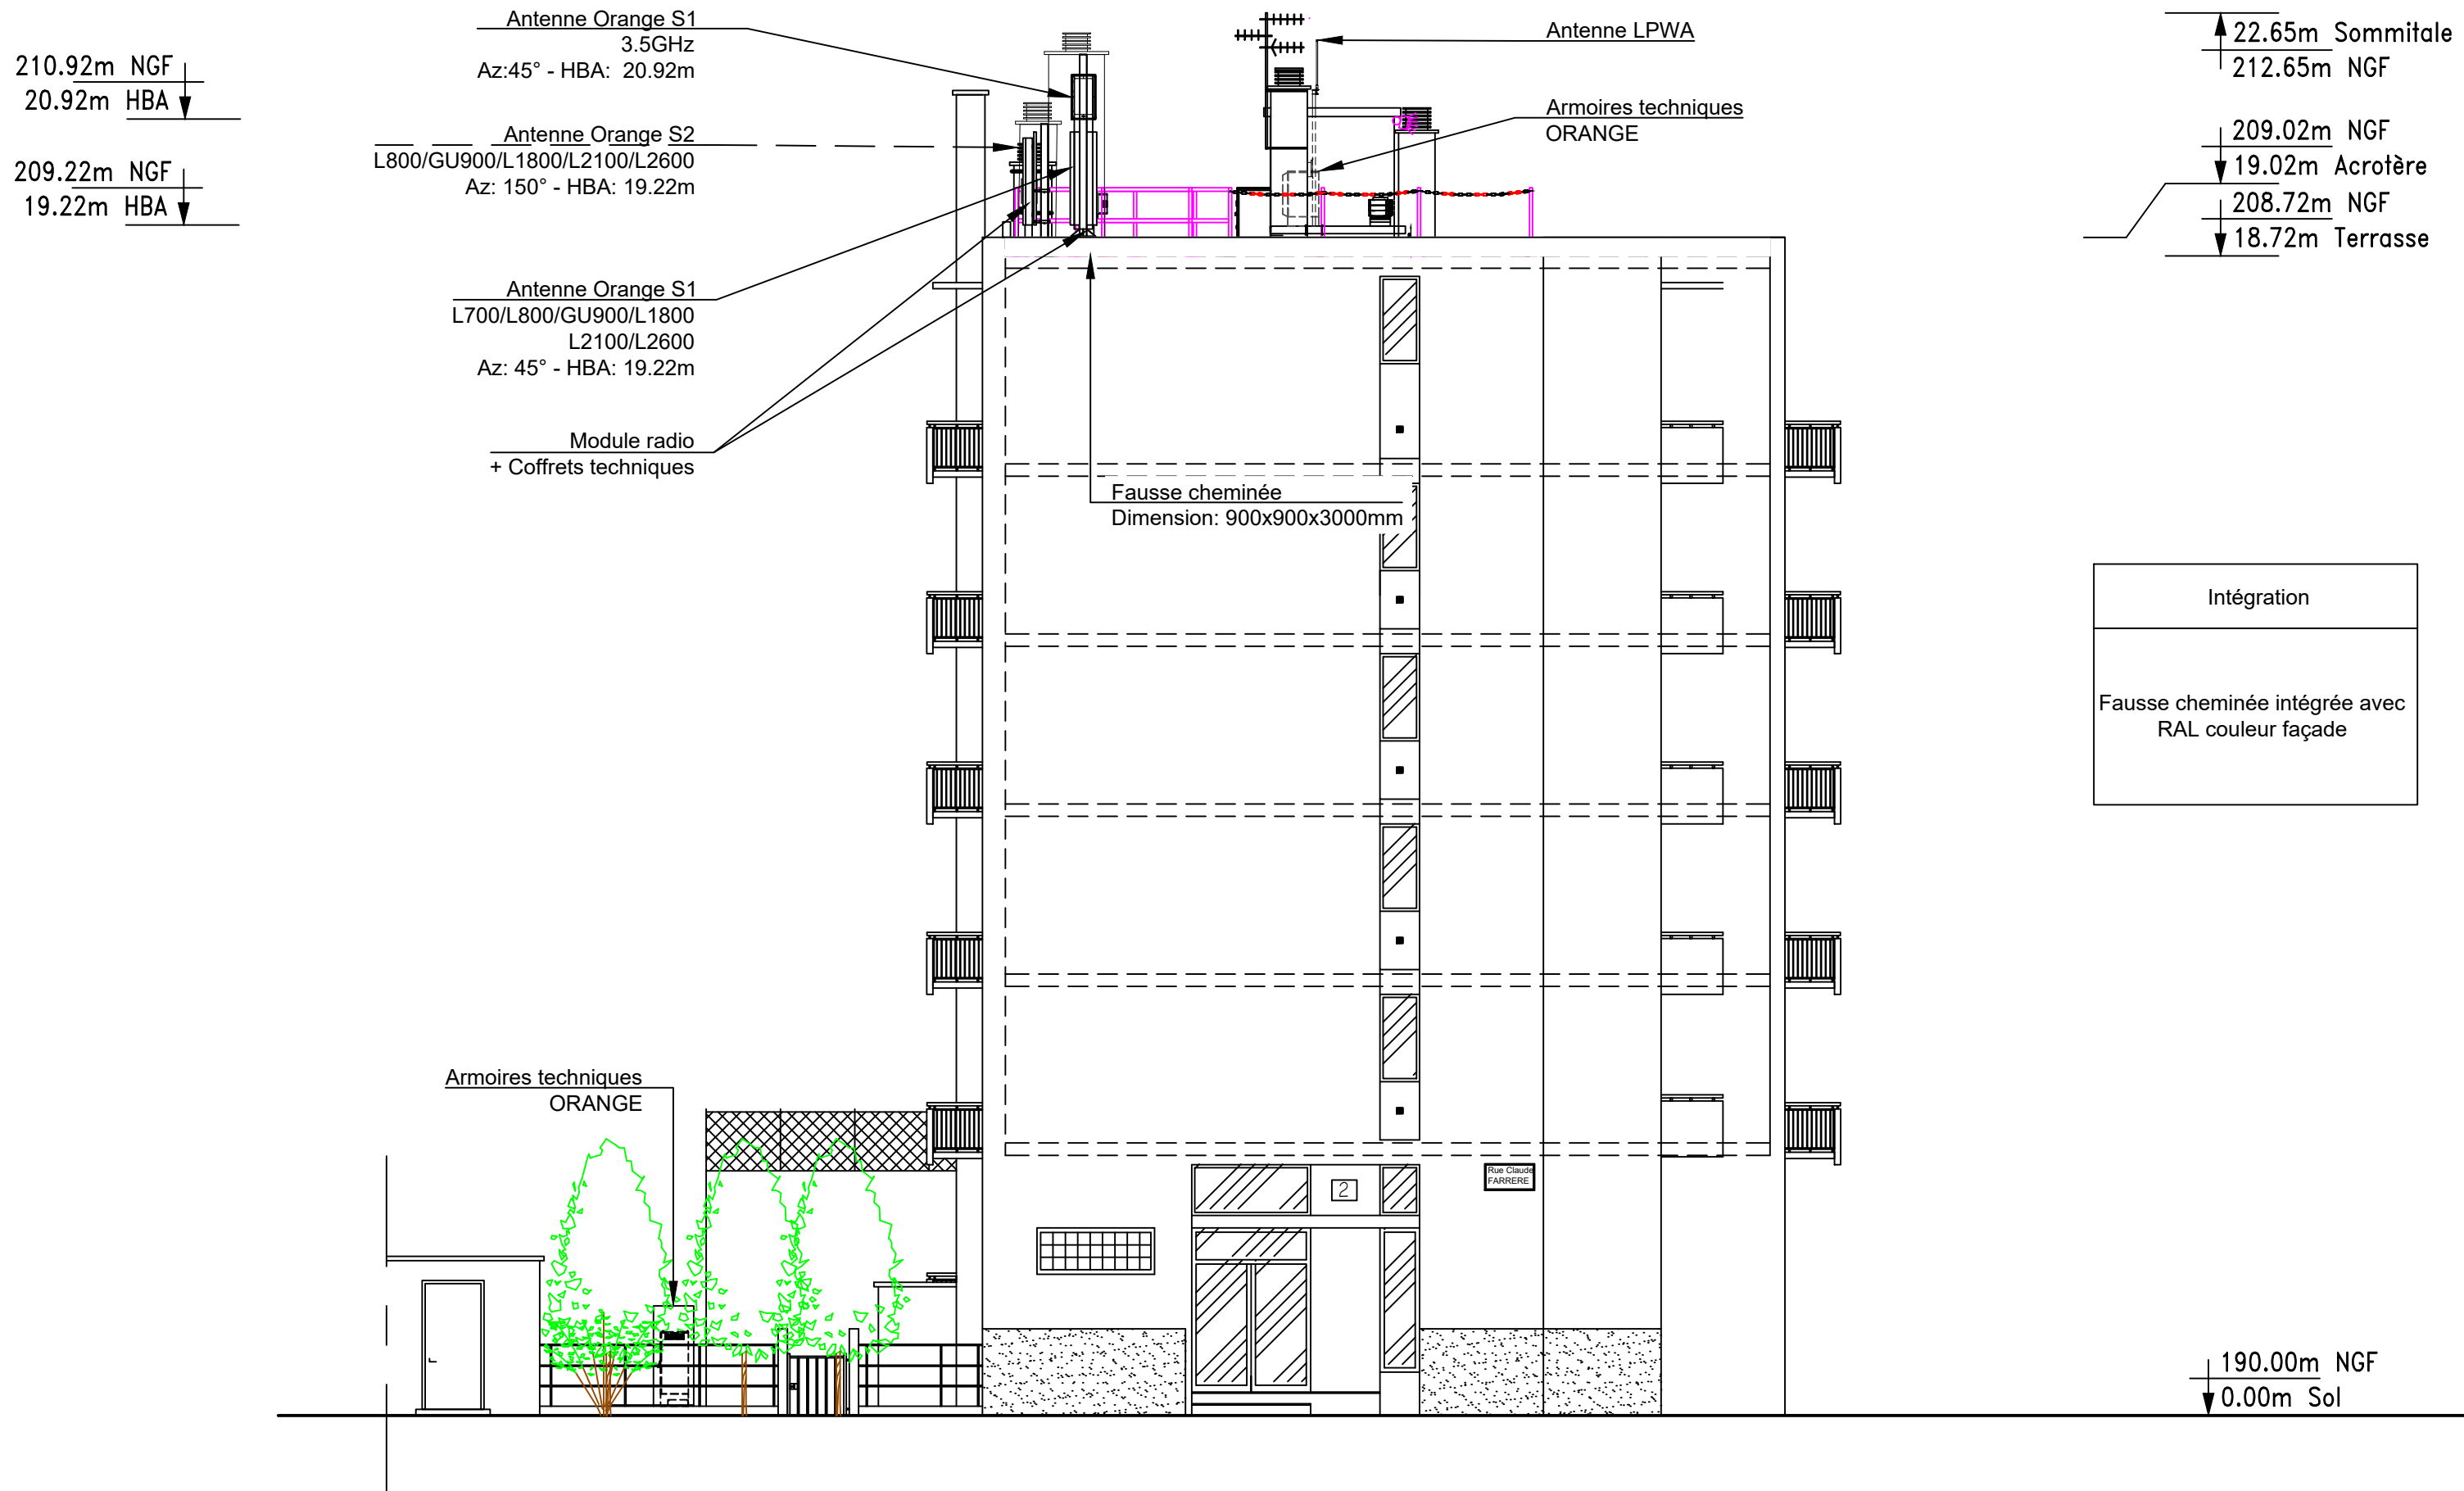 210.92m NGF
20.92m HBA
209.22m NGF
19.22m HBA
Antenne Orange S1
3.5GHz
Az:45° - HBA: 20.92m
Antenne Orange S2
L800/GU900/L1800/L2100/L2600
Az: 150° - HBA: 19.22m
Antenne Orange S1
L700/L800/GU900/L1800
L2100/L2600
Az: 45° - HBA: 19.22m
Module radio
+ Coffrets techniques
Antenne LPWA
Armoires techniques
ORANGE
Fausse cheminée
Dimension: 900x900x3000mm
22.65m Sommitale
212.65m NGF
209.02m NGF
19.02m Acrotère
208.72m NGF
18.72m Terrasse
Intégration
Fausse cheminée intégrée avec
RAL couleur façade
Armoires techniques
ORANGE
Rue Claude
FARRERE
2
190.00m NGF
0.00m Sol